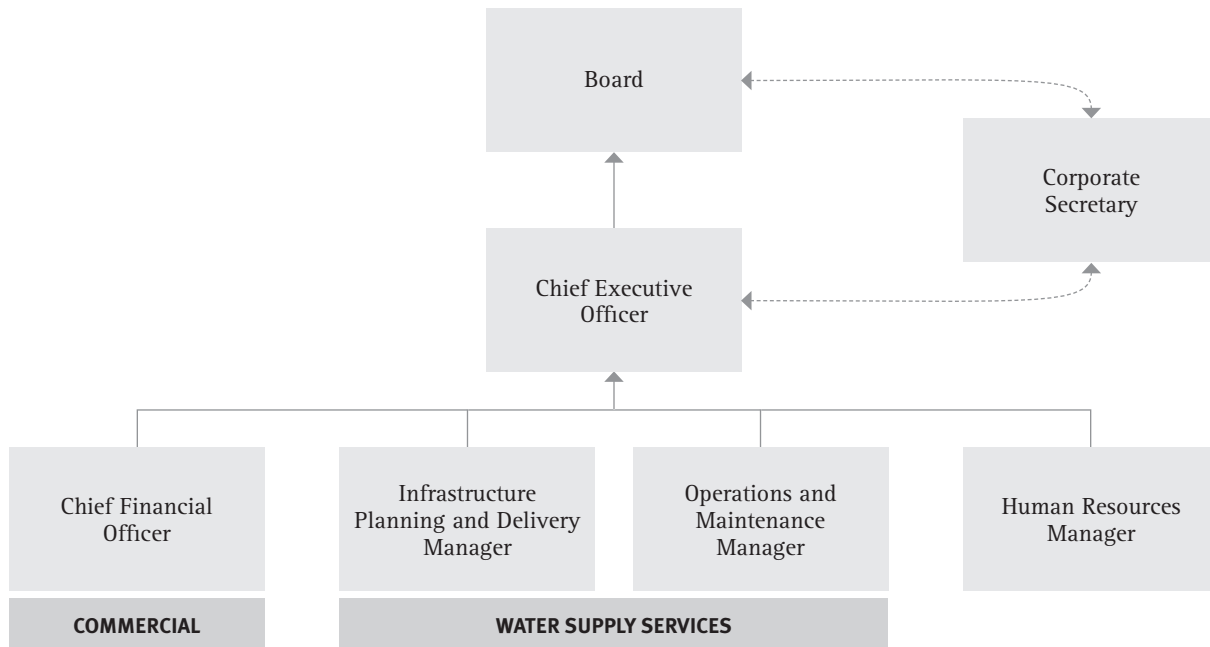 Board
Corporate
Secretary
Chief Executive
Officer
Chief Financial
Officer
Infrastructure
Planning and Delivery
Manager
Operations and
Maintenance
Manager
Human Resources
Manager
COMMERCIAL
WATER SUPPLY SERVICES